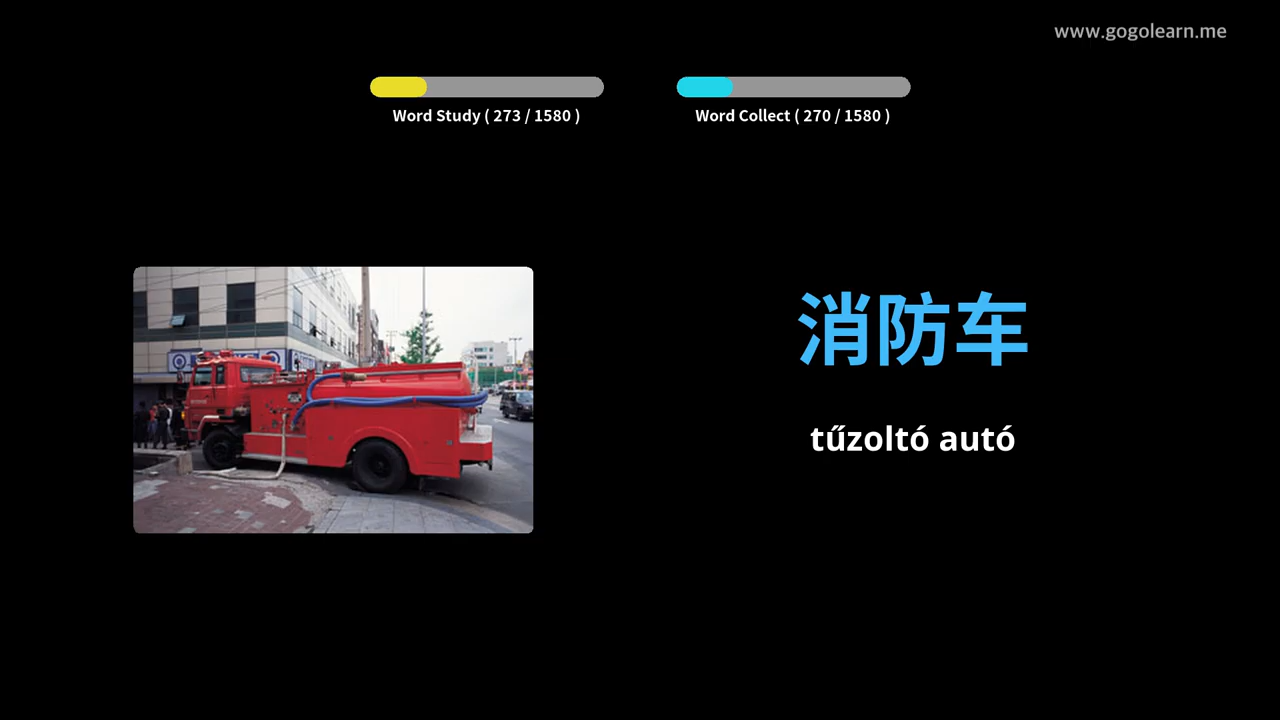 www.gogolearn.me
Word Study ( 273 / 1580 )
Word Collect ( 270 / 1580 )
消防车
tűzoltó autó